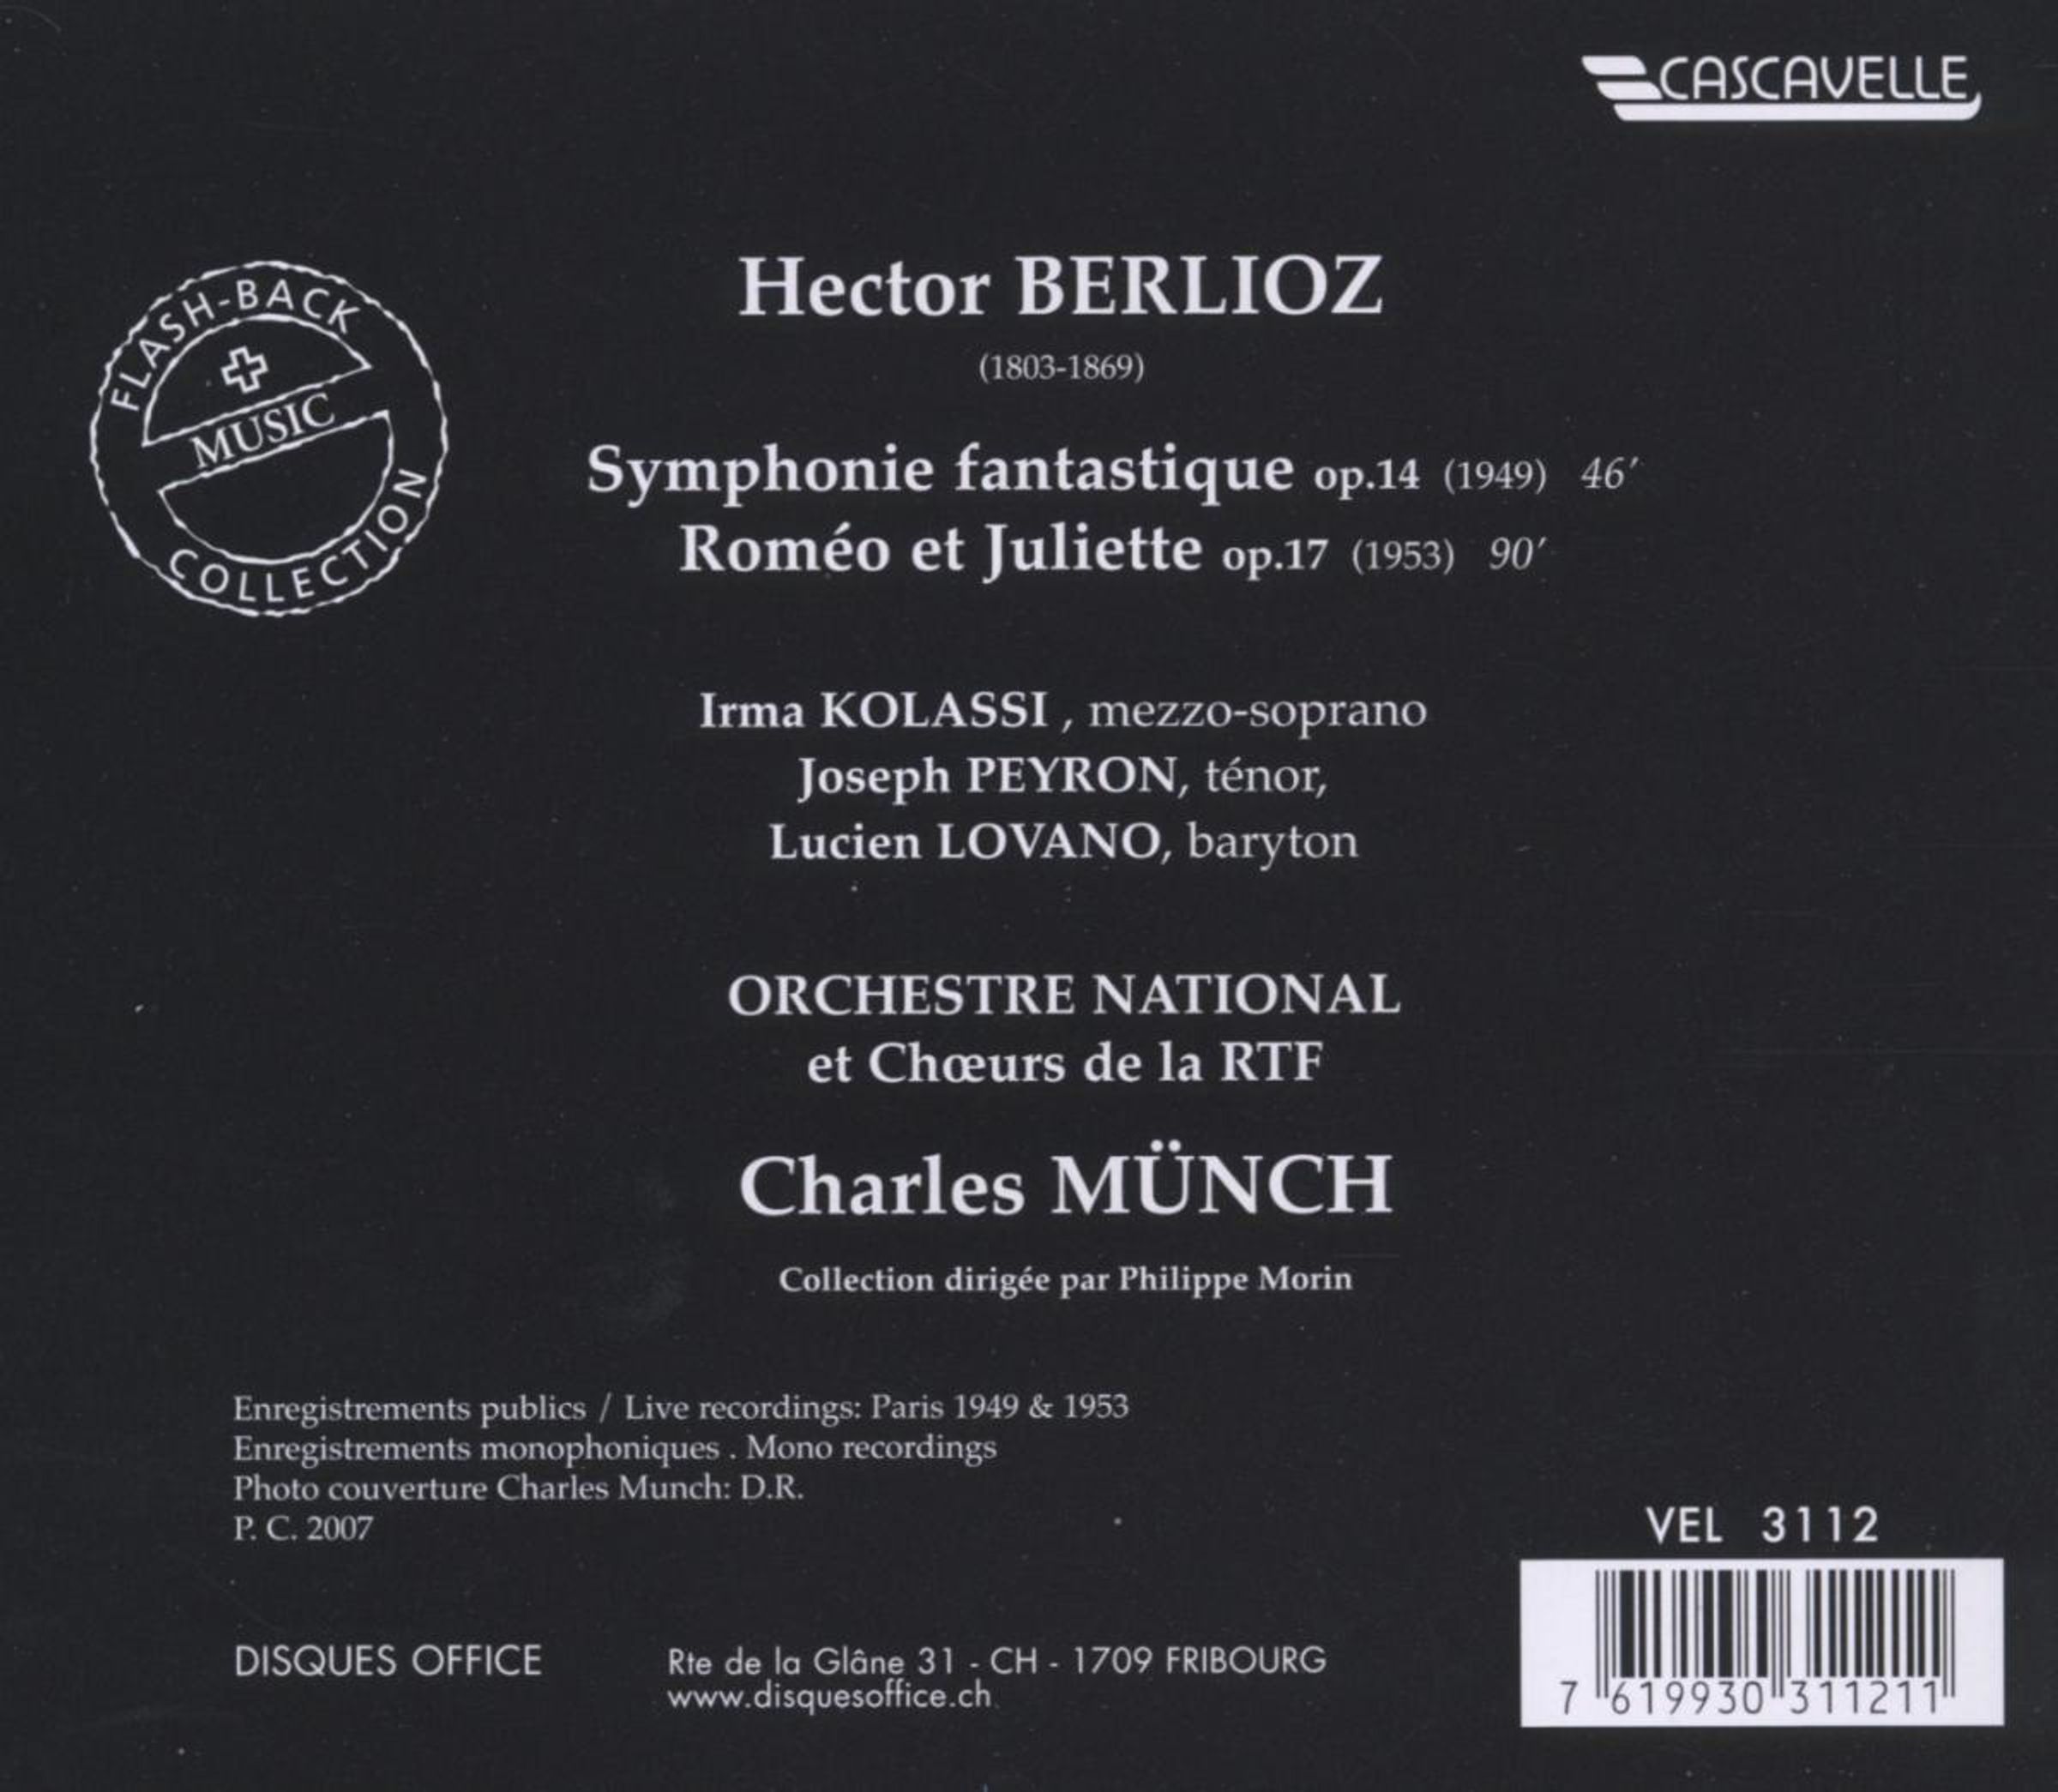 CASCAVELLE
FLASH-BACK
MUSIC
COLLECTION
Hector BERLIOZ
(1803-1869)
Symphonie fantastique op.14 (1949) 46'
Roméo et Juliette op.17 (1953) 90'
Irma KOLASSI , mezzo-soprano
Joseph PEYRON, ténor,
Lucien LOVANO, baryton
ORCHESTRE NATIONAL
et Chœurs de la RTF
Charles MÜNCH
Collection dirigée par Philippe Morin
Enregistrements publics / Live recordings: Paris 1949 & 1953
Enregistrements monophoniques . Mono recordings
Photo couverture Charles Munch: D.R.
P. C. 2007
VEL 3112
DISQUES OFFICE
Rte de la Glâne 31 - CH - 1709 FRIBOURG
www.disquesoffice.ch
7 619930 311211